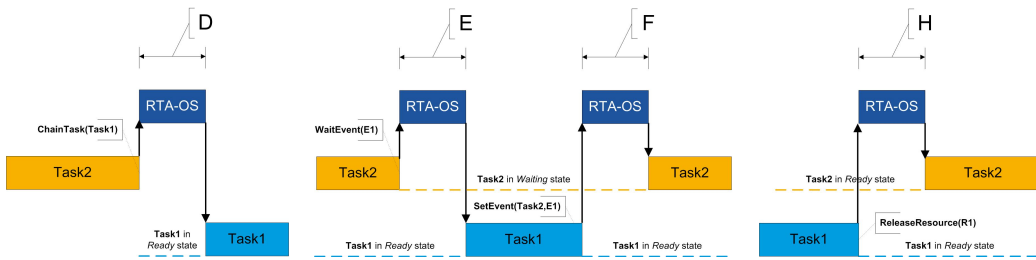 D
E
F
H
RTA-OS
RTA-OS
RTA-OS
RTA-OS
ChainTask(Task1)
WaitEvent(E1)
Task2
Task2
Task2
Task2
Task2 in Waiting state
Task2 in Ready state
SetEvent(Task2,E1)
ReleaseResource(R1)
Task1 in
Ready state
Task1
Task1 in Ready state
Task1
Task1 in Ready state
Task1
Task1 in Ready state